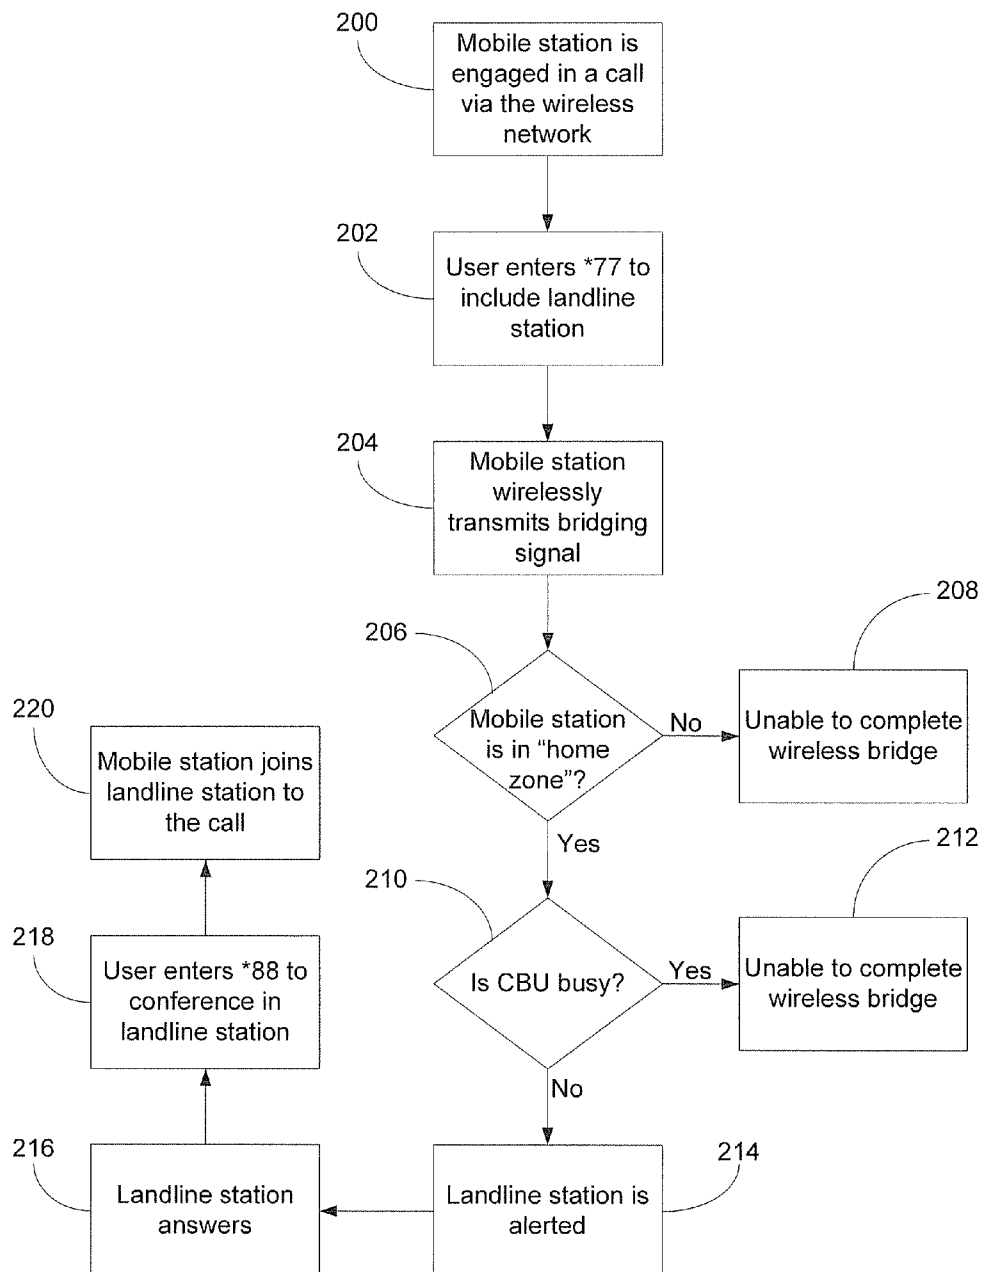 200
Mobile station is
engaged in a call
via the wireless
network
202
User enters *77 to
include landline
station
204
Mobile station
wirelessly
transmits bridging
signal
206
Mobile station
is in “home
zone”?
No
208
Unable to complete
wireless bridge
Yes
210
Is CBU busy?
Yes
212
Unable to complete
wireless bridge
No
214
Landline station is
alerted
216
Landline station
answers
218
User enters *88 to
conference in
landline station
220
Mobile station joins
landline station to
the call